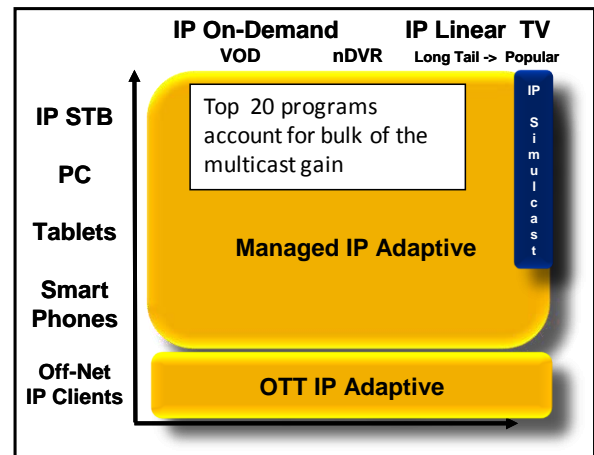 IP On-Demand IP Linear TV
VOD nDVR Long Tail -> Popular
IP STB
PC
Tablets
Smart
Phones
Off-Net
IP Clients
Top 20 programs
account for bulk of the
multicast gain
Managed IP Adaptive
IP
S
i
m
u
l
c
a
s
t
OTT IP Adaptive